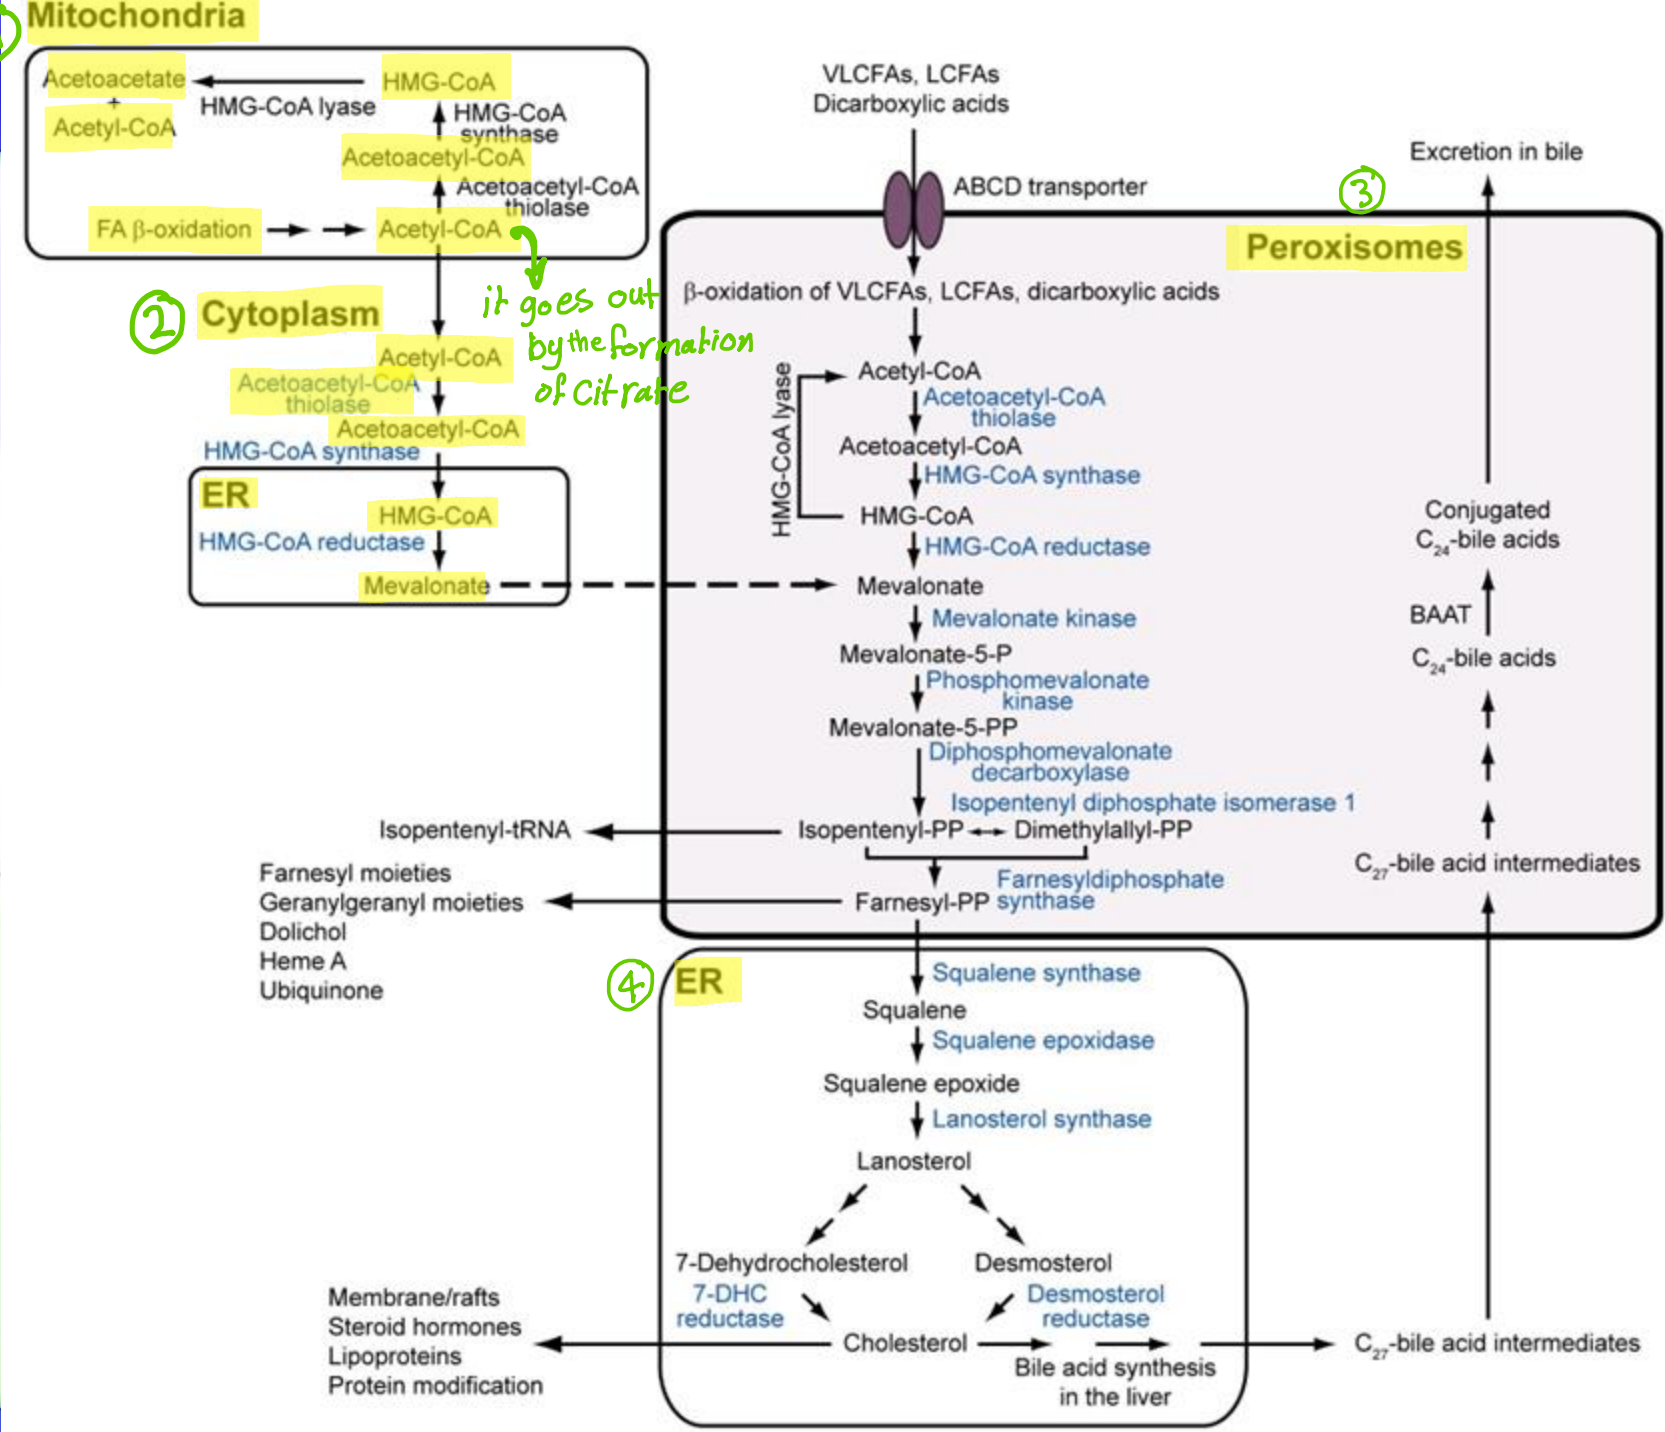 1
Mitochondria
Acetoacetate
+
Acetyl-CoA
HMG-CoA lyase
HMG-CoA
HMG-CoA
synthase
Acetoacetyl-CoA
Acetoacetyl-CoA
thiolase
FA β-oxidation
Acetyl-CoA
it goes out
by the formation
of Citrate
2
Cytoplasm
Acetyl-CoA
Acetoacetyl-CoA
thiolase
Acetoacetyl-CoA
HMG-CoA synthase
ER
HMG-CoA
HMG-CoA reductase
Mevalonate
VLCFAs, LCFAs
Dicarboxylic acids
ABCD transporter
3
Peroxisomes
β-oxidation of VLCFAs, LCFAs, dicarboxylic acids
Acetyl-CoA
Acetoacetyl-CoA
thiolase
Acetoacetyl-CoA
HMG-CoA synthase
HMG-CoA lyase
HMG-CoA
HMG-CoA reductase
Mevalonate
Mevalonate kinase
Mevalonate-5-P
Phosphomevalonate
kinase
Mevalonate-5-PP
Diphosphomevalonate
decarboxylase
Isopentenyl diphosphate isomerase 1
Isopentenyl-tRNA
Isopentenyl-PP
Dimethylallyl-PP
Farnesyldiphosphate
synthase
Farnesyl-PP
Farnesyl moieties
Geranylgeranyl moieties
Dolichol
Heme A
Ubiquinone
Excretion in bile
Conjugated
C24-bile acids
BAAT
C24-bile acids
C27-bile acid intermediates
4
ER
Squalene synthase
Squalene
Squalene epoxidase
Squalene epoxide
Lanosterol synthase
Lanosterol
7-Dehydrocholesterol
Desmosterol
7-DHC
reductase
Desmosterol
reductase
Cholesterol
Bile acid synthesis
in the liver
C27-bile acid intermediates
Membrane/rafts
Steroid hormones
Lipoproteins
Protein modification